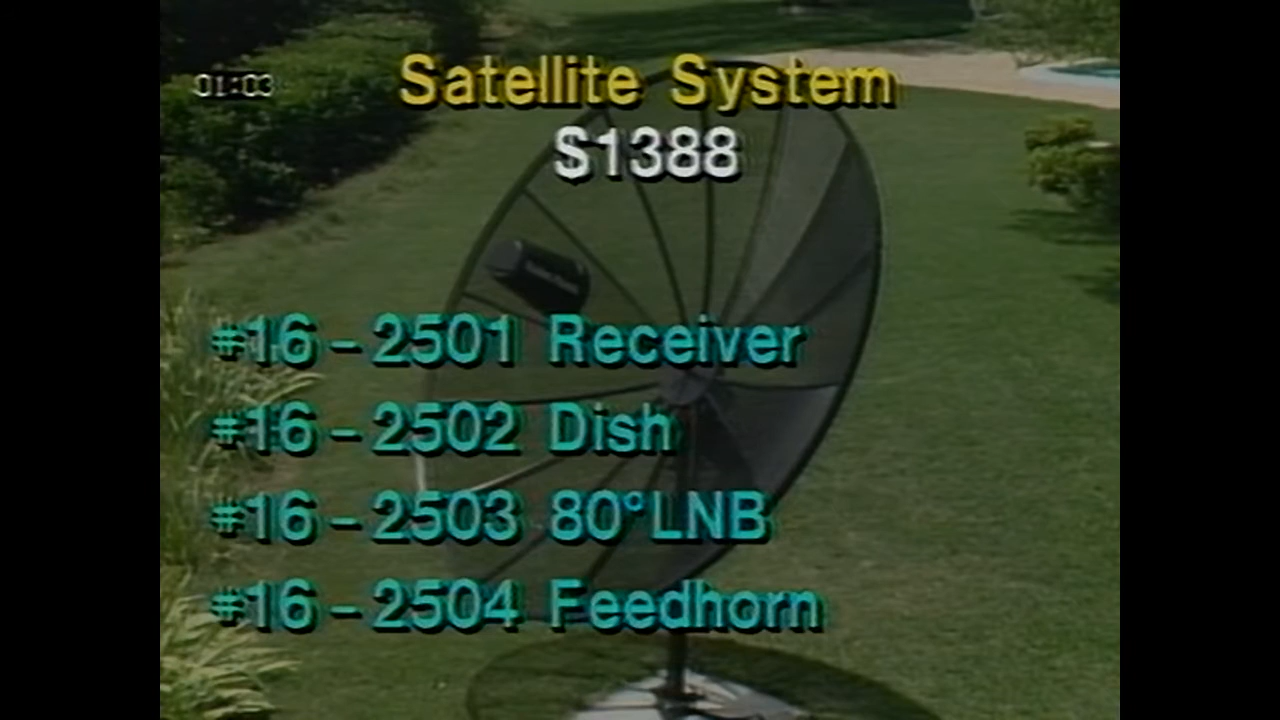 01:03
Satellite System
$1388
#16-2501 Receiver
#16-2502 Dish
#16-2503 80°LNB
#16-2504 Feedhorn